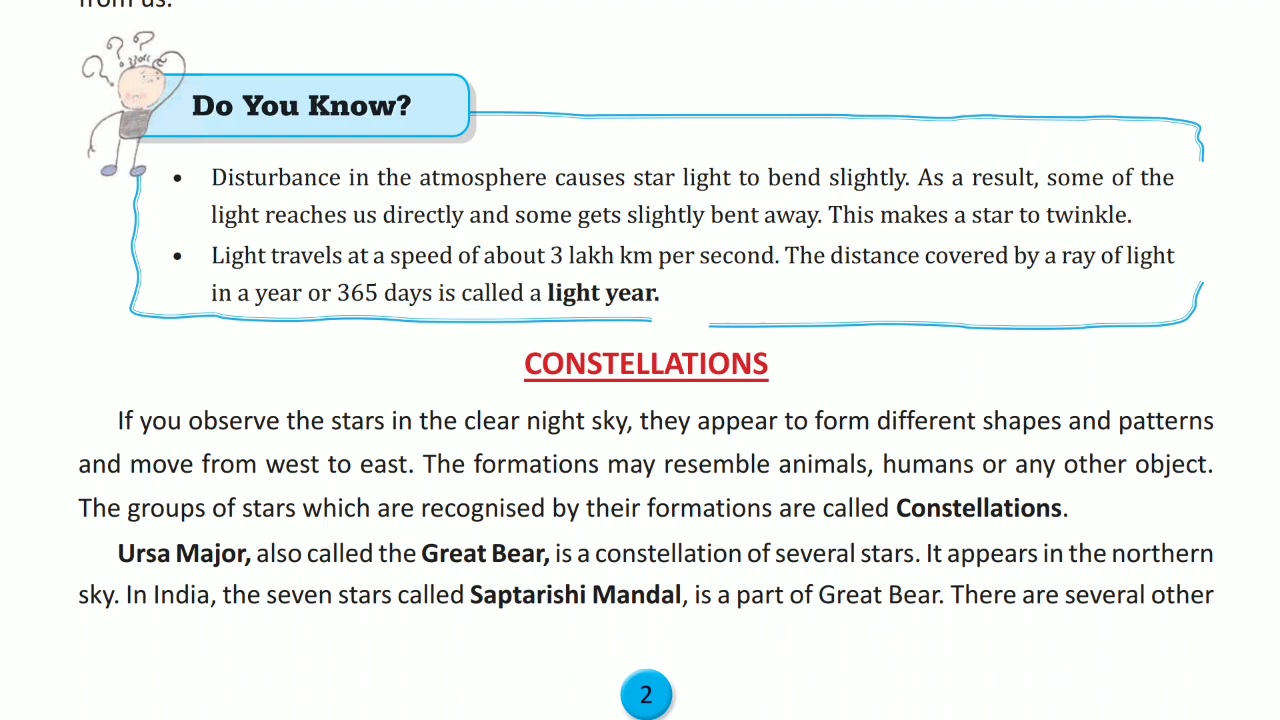 from us.
? ? ?
Do You Know?
• Disturbance in the atmosphere causes star light to bend slightly. As a result, some of the
light reaches us directly and some gets slightly bent away. This makes a star to twinkle.
• Light travels at a speed of about 3 lakh km per second. The distance covered by a ray of light
in a year or 365 days is called a light year.
CONSTELLATIONS
If you observe the stars in the clear night sky, they appear to form different shapes and patterns
and move from west to east. The formations may resemble animals, humans or any other object.
The groups of stars which are recognised by their formations are called Constellations.
Ursa Major, also called the Great Bear, is a constellation of several stars. It appears in the northern
sky. In India, the seven stars called Saptarishi Mandal, is a part of Great Bear. There are several other
2